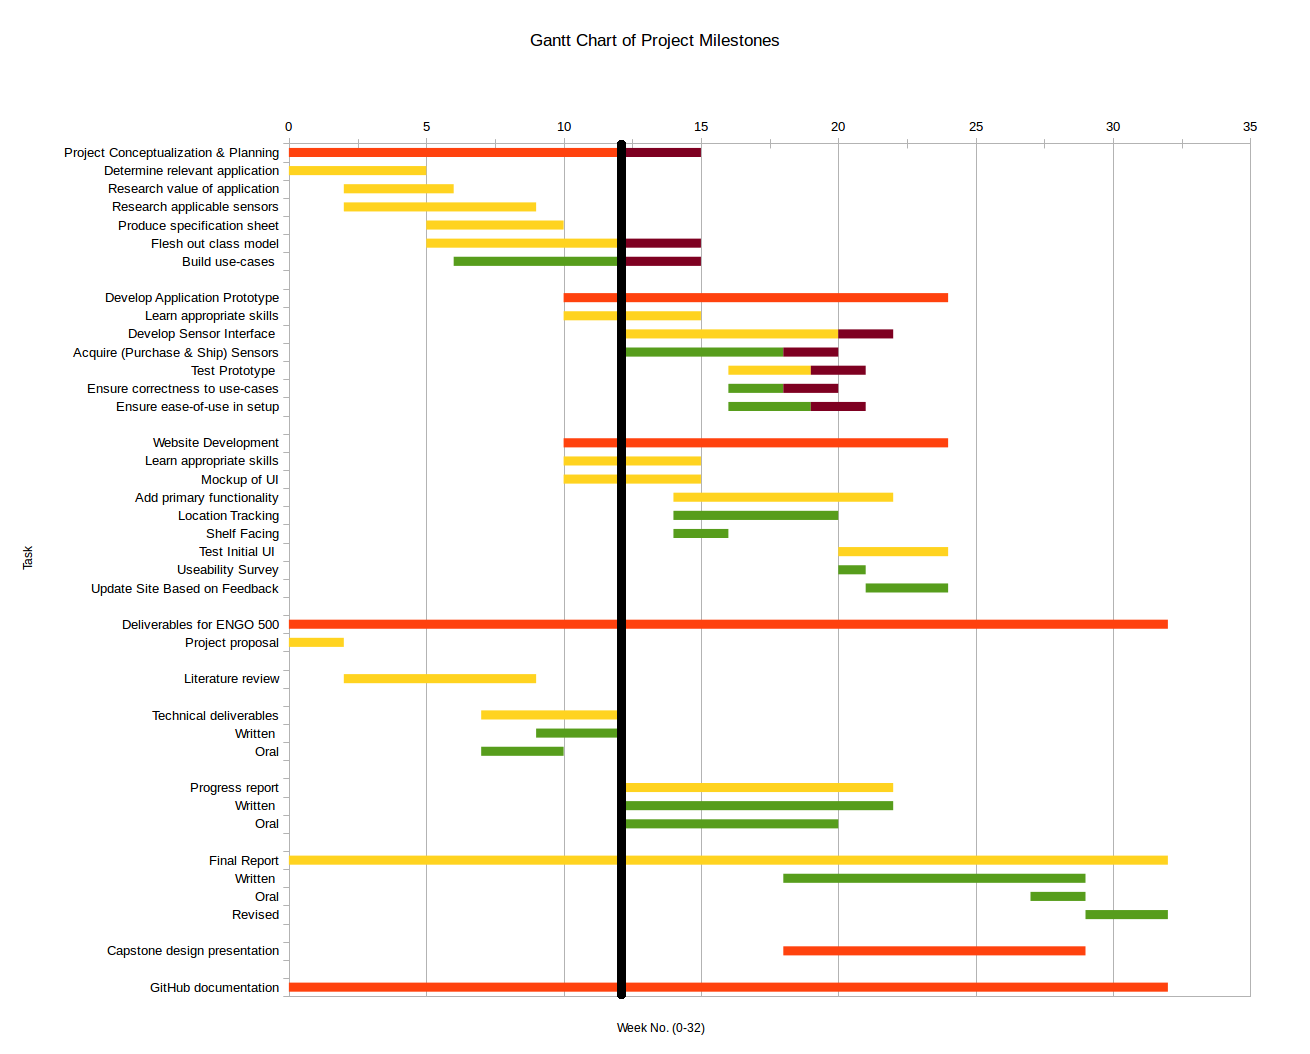 Gantt Chart of Project Milestones
0 5 10 15 20 25 30 35
Project Conceptualization & Planning
Determine relevant application
Research value of application
Research applicable sensors
Produce specification sheet
Flesh out class model
Build use-cases
Develop Application Prototype
Learn appropriate skills
Develop Sensor Interface
Acquire (Purchase & Ship) Sensors
Test Prototype
Ensure correctness to use-cases
Ensure ease-of-use in setup
Website Development
Learn appropriate skills
Mockup of UI
Add primary functionality
Location Tracking
Shelf Facing
Task
Test Initial UI
Useability Survey
Update Site Based on Feedback
Deliverables for ENGO 500
Project proposal
Literature review
Technical deliverables
Written
Oral
Progress report
Written
Oral
Final Report
Written
Oral
Revised
Capstone design presentation
GitHub documentation
Week No. (0-32)